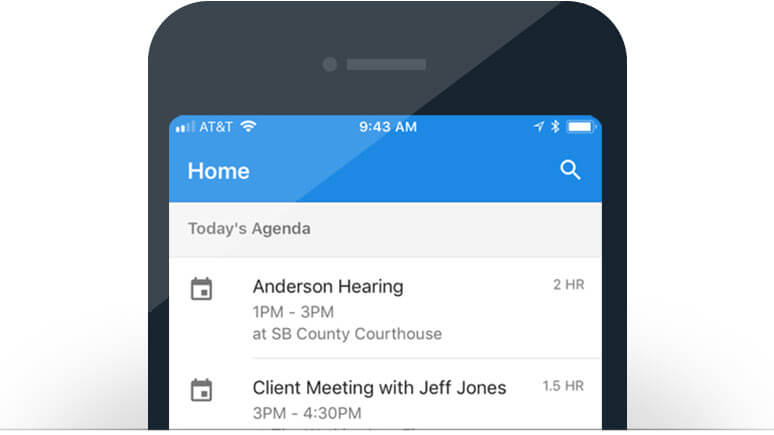 AT&T 9:43 AM
Home
Today's Agenda
Anderson Hearing 2 HR
1PM - 3PM
at SB County Courthouse
Client Meeting with Jeff Jones 1.5 HR
3PM - 4:30PM